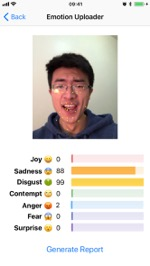 09:41
Back
Emotion Uploader
Joy 😄 0
Sadness 😰 88
Disgust 🤢 99
Contempt 😒 0
Anger 😡 2
Fear 😱 0
Surprise 😮 0
Generate Report